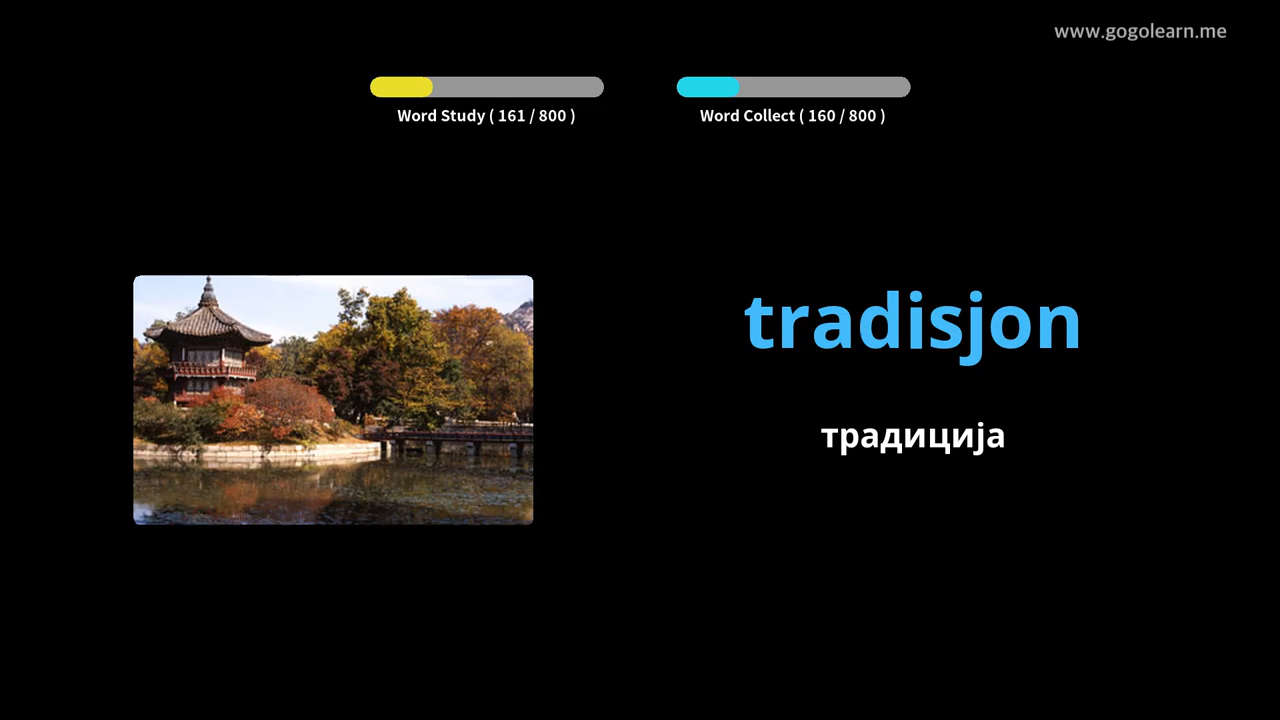 www.gogolearn.me
Word Study ( 161 / 800 )
Word Collect ( 160 / 800 )
tradisjon
традиција